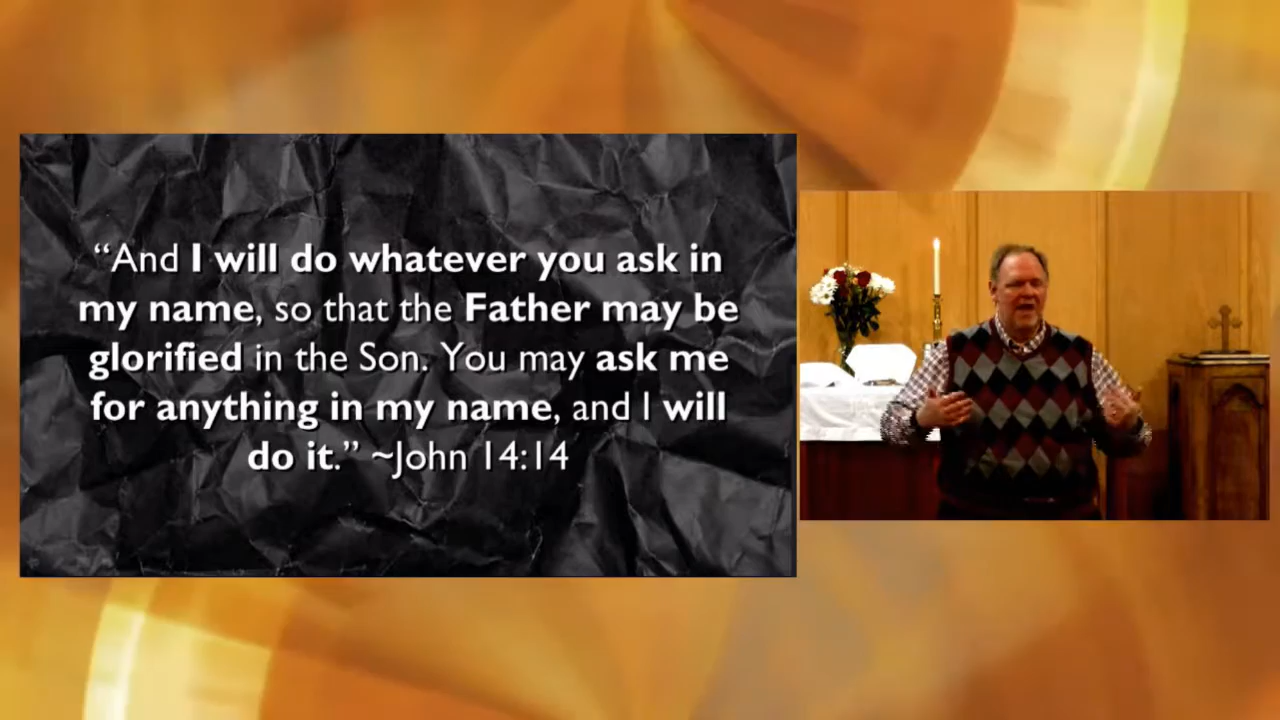 “And I will do whatever you ask in
my name, so that the Father may be
glorified in the Son. You may ask me
for anything in my name, and I will
do it.” ~John 14:14